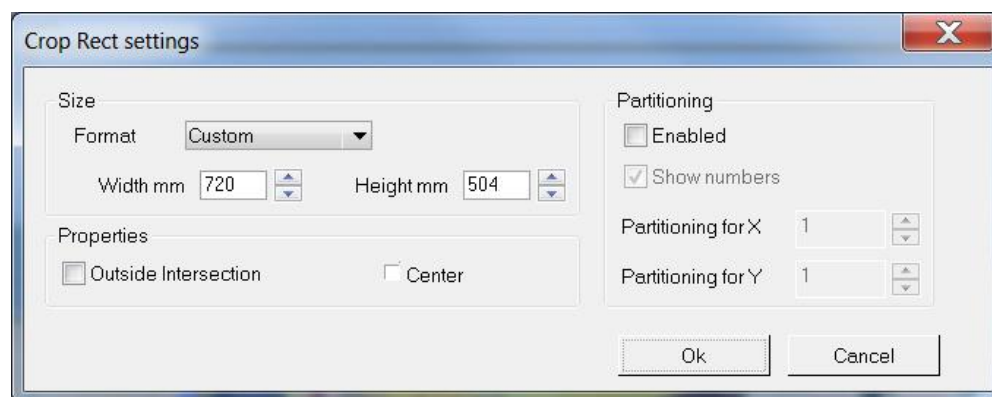 Crop Rect settings
Size
Format Custom
Width mm 720 Height mm 504
Properties
Outside Intersection Center
Partitioning
Enabled
Show numbers
Partitioning for X 1
Partitioning for Y 1
Ok Cancel